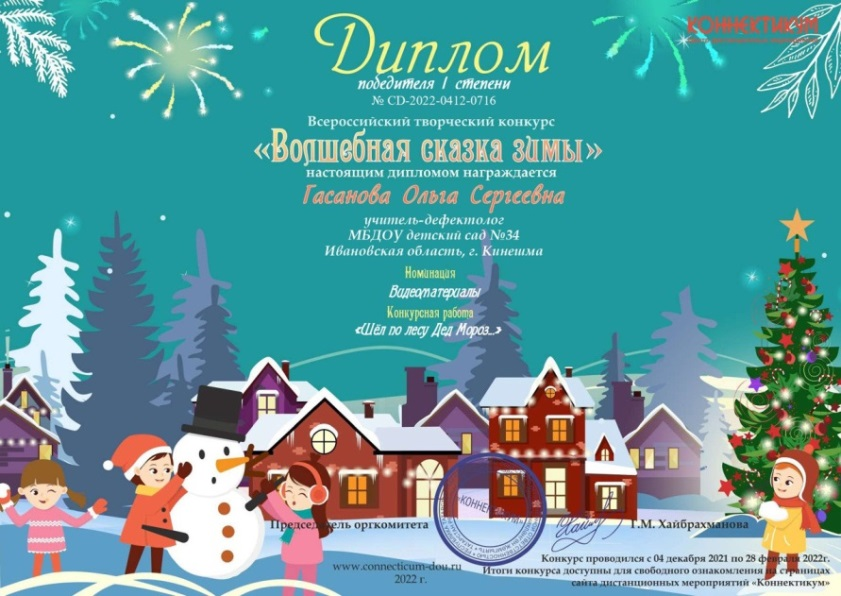 КОННЕКТИКУМ
Диплом
победителя I степени
№ CD-2022-0412-0716
Всероссийский творческий конкурс
«Волшебная сказка зимы»
настоящим дипломом награждается
Гасанова Ольга Сергеевна
учитель-дефектолог
МБДОУ детский сад №34
Ивановская область, г. Кинешма
Номинация
Видеоматериалы
Конкурсная работа
«Шёл по лесу Дед Мороз...»
Председатель оргкомитета
Г.М. Хайбрахманова
www.connecticum-dou.ru
2022 г.
Конкурс проводился с 04 декабря 2021 по 28 февраля 2022г.
Итоги конкурса доступны для свободного ознакомления на страницах
сайта дистанционных мероприятий «Коннектикум»